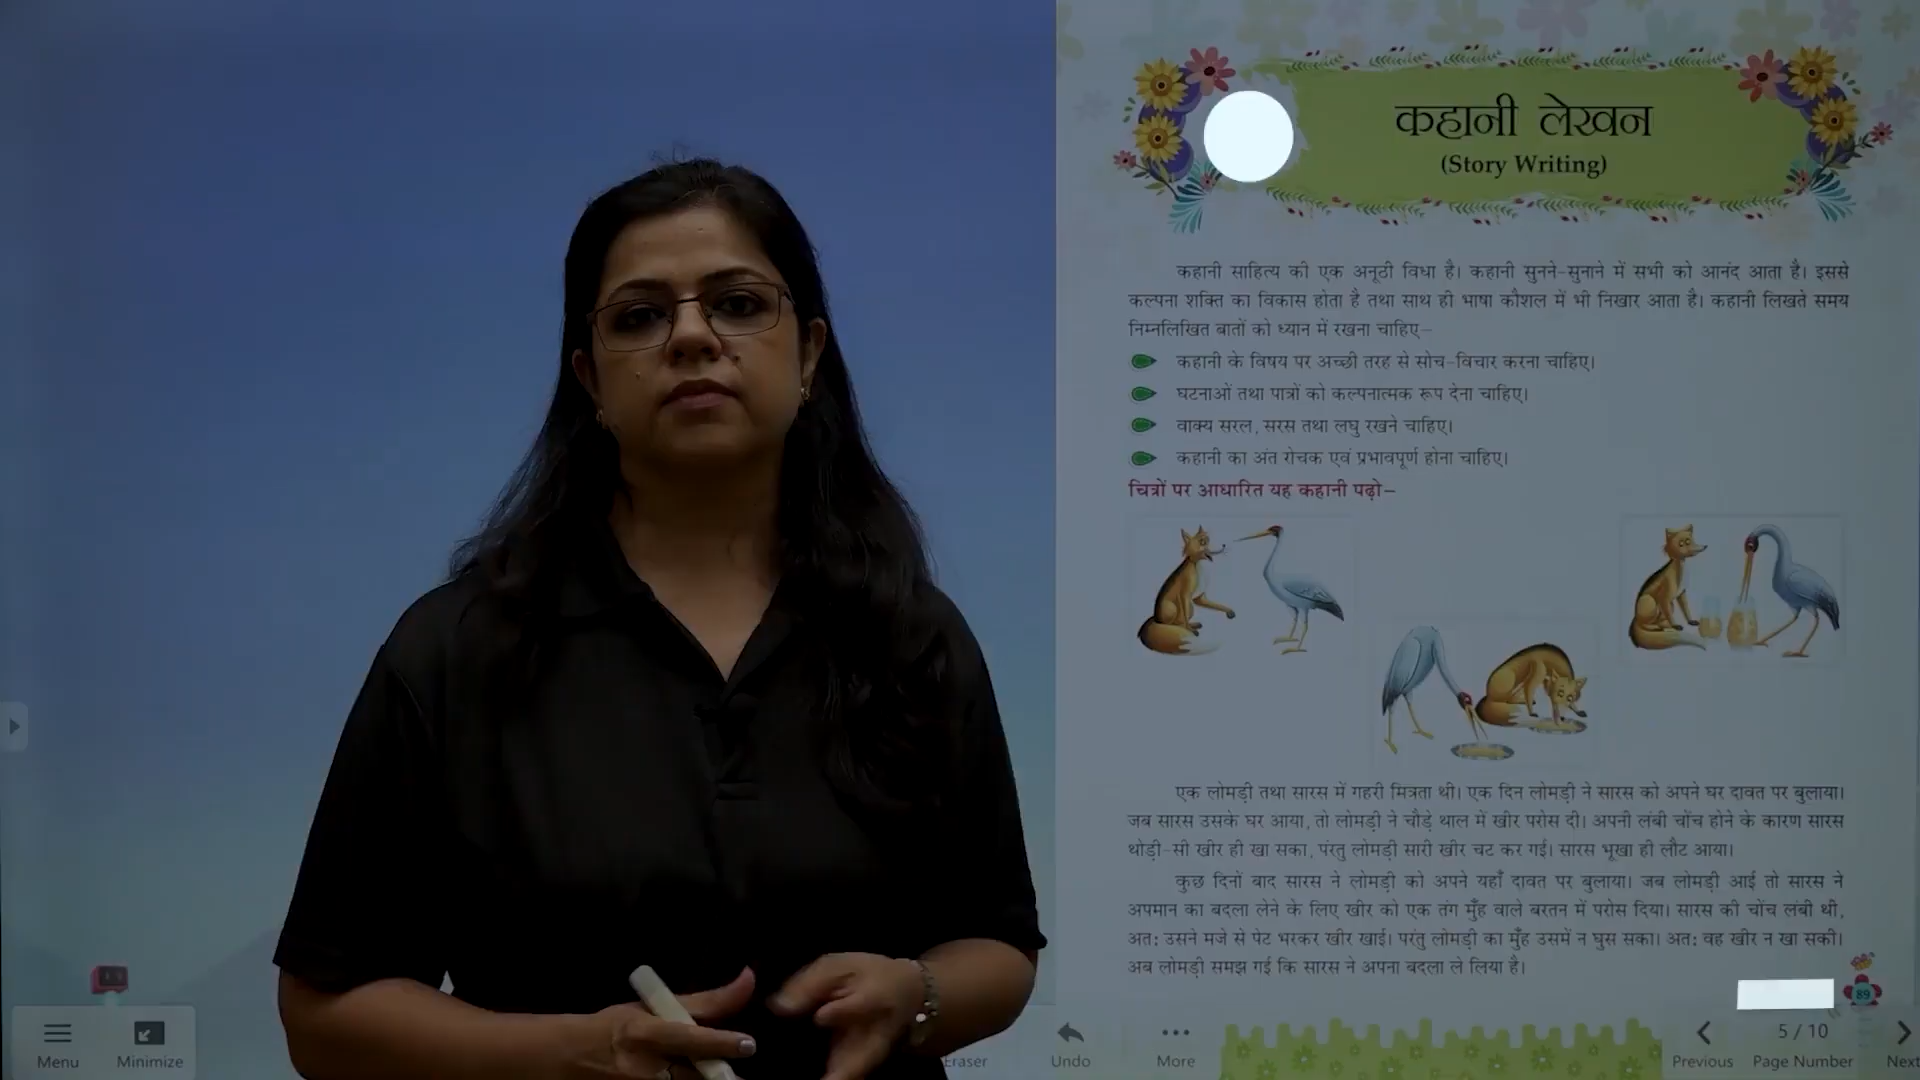 कहानी लेखन
(Story Writing)
कहानी साहित्य की एक अनूठी विधा है। कहानी सुनने-सुनाने में सभी को आनंद आता है। इससे
कल्पना शक्ति का विकास होता है तथा साथ ही भाषा कौशल में भी निखार आता है। कहानी लिखते समय
निम्नलिखित बातों को ध्यान में रखना चाहिए–
कहानी के विषय पर अच्छी तरह से सोच-विचार करना चाहिए।
घटनाओं तथा पात्रों को कल्पनात्मक रूप देना चाहिए।
वाक्य सरल, सरस तथा लघु रखने चाहिए।
कहानी का अंत रोचक एवं प्रभावपूर्ण होना चाहिए।
चित्रों पर आधारित यह कहानी पढ़ो–
एक लोमड़ी तथा सारस में गहरी मित्रता थी। एक दिन लोमड़ी ने सारस को अपने घर दावत पर बुलाया।
जब सारस उसके घर आया, तो लोमड़ी ने चौड़े थाल में खीर परोस दी। अपनी लंबी चोंच होने के कारण सारस
थोड़ी-सी खीर ही खा सका, परंतु लोमड़ी सारी खीर चट कर गई। सारस भूखा ही लौट आया।
कुछ दिनों बाद सारस ने लोमड़ी को अपने यहाँ दावत पर बुलाया। जब लोमड़ी आई तो सारस ने
अपमान का बदला लेने के लिए खीर को एक तंग मुँह वाले बरतन में परोस दिया। सारस की चोंच लंबी थी,
अत: उसने मजे से पेट भरकर खीर खाई। परंतु लोमड़ी का मुँह उसमें न घुस सका। अत: वह खीर न खा सकी।
अब लोमड़ी समझ गई कि सारस ने अपना बदला ले लिया है।
89
Menu
Minimize
Eraser
Undo
More
Previous
5 / 10
Page Number
Next